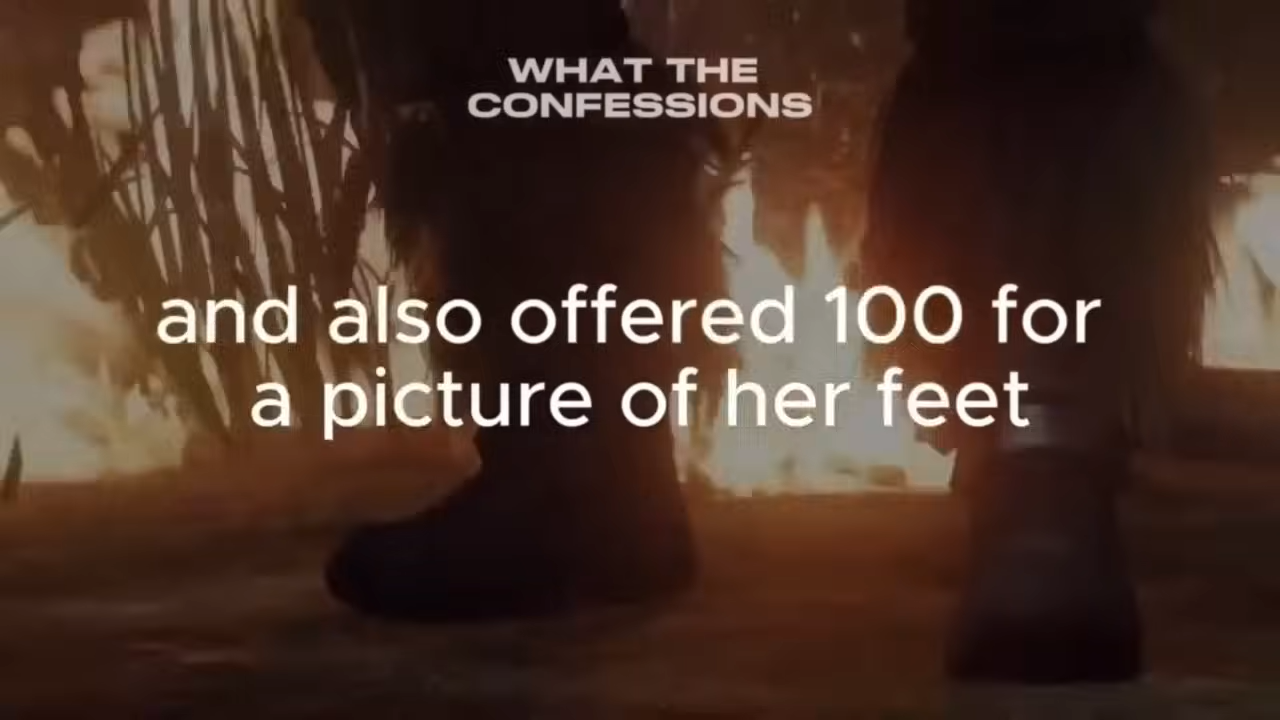 WHAT THE
CONFESSIONS
and also offered 100 for
a picture of her feet